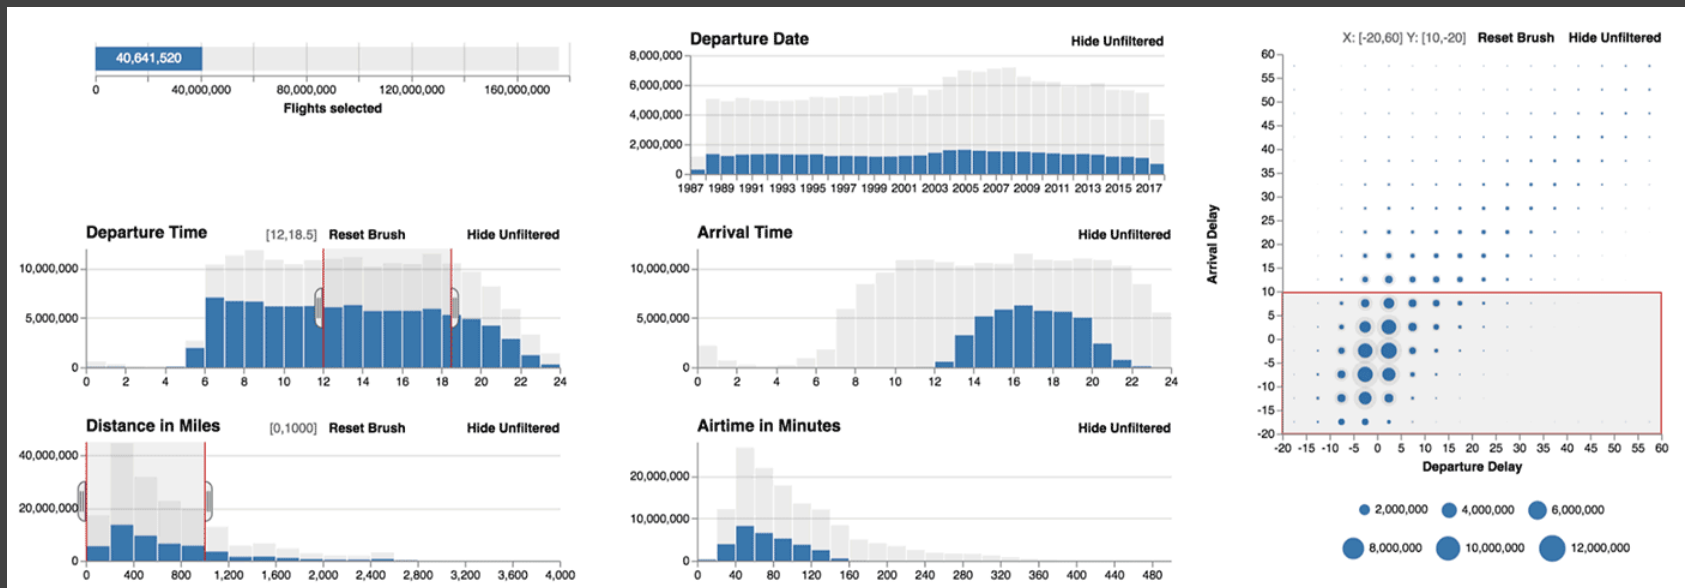 40,641,520
0 40,000,000 80,000,000 120,000,000 160,000,000
Flights selected
Departure Date Hide Unfiltered
8,000,000
6,000,000
4,000,000
2,000,000
0
1987 1989 1991 1993 1995 1997 1999 2001 2003 2005 2007 2009 2011 2013 2015 2017
Departure Time [12,18.5] Reset Brush Hide Unfiltered
10,000,000
5,000,000
0
0 2 4 6 8 10 12 14 16 18 20 22 24
Arrival Time Hide Unfiltered
10,000,000
5,000,000
0
0 2 4 6 8 10 12 14 16 18 20 22 24
Distance in Miles [0,1000] Reset Brush Hide Unfiltered
40,000,000
20,000,000
0
0 400 800 1,200 1,600 2,000 2,400 2,800 3,200 3,600 4,000
Airtime in Minutes Hide Unfiltered
20,000,000
10,000,000
0
0 40 80 120 160 200 240 280 320 360 400 440 480
X: [-20,60] Y: [10,-20] Reset Brush Hide Unfiltered
60
55
50
45
40
35
30
25
20
15
10
5
0
-5
-10
-15
-20
Arrival Delay
-20 -15 -10 -5 0 5 10 15 20 25 30 35 40 45 50 55 60
Departure Delay
2,000,000 4,000,000 6,000,000
8,000,000 10,000,000 12,000,000